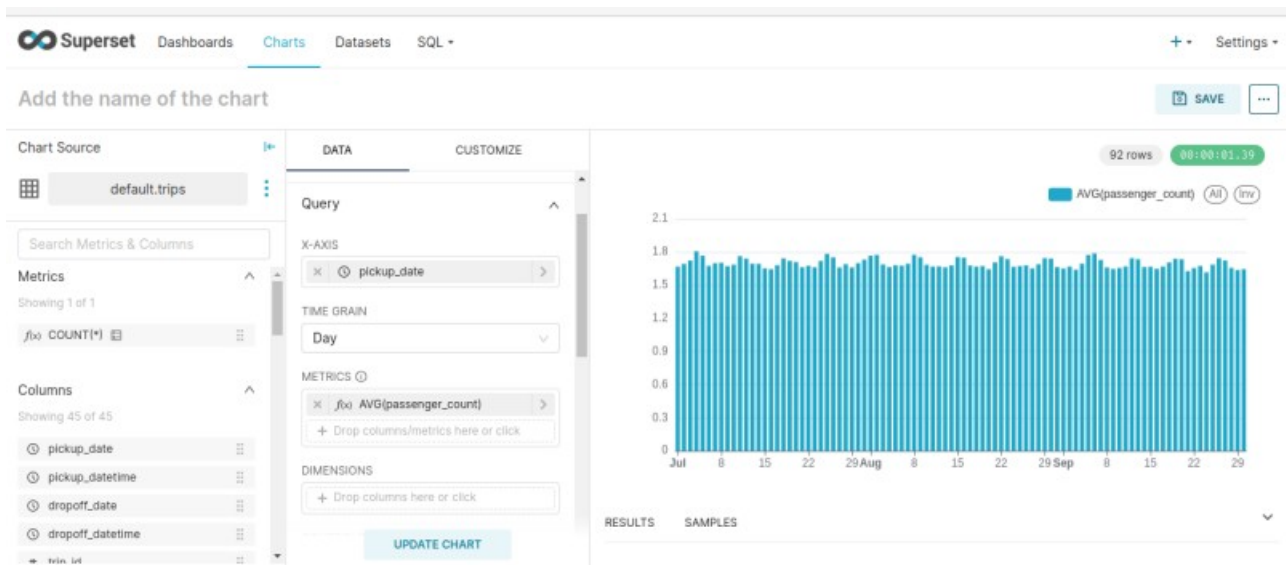 Superset Dashboards Charts Datasets SQL
+ Settings
Add the name of the chart
SAVE ...
Chart Source
default.trips
Search Metrics & Columns
Metrics
Showing 1 of 1
f(x) COUNT(*)
Columns
Showing 45 of 45
pickup_date
pickup_datetime
dropoff_date
dropoff_datetime
trip_id
DATA CUSTOMIZE
Query
X-AXIS
× pickup_date >
TIME GRAIN
Day
METRICS
× f(x) AVG(passenger_count) >
+ Drop columns/metrics here or click
DIMENSIONS
+ Drop columns here or click
UPDATE CHART
92 rows 00:00:01.39
AVG(passenger_count) All Inv
2.1
1.8
1.5
1.2
0.9
0.6
0.3
0
Jul 8 15 22 29 Aug 8 15 22 29 Sep 8 15 22 29
RESULTS SAMPLES